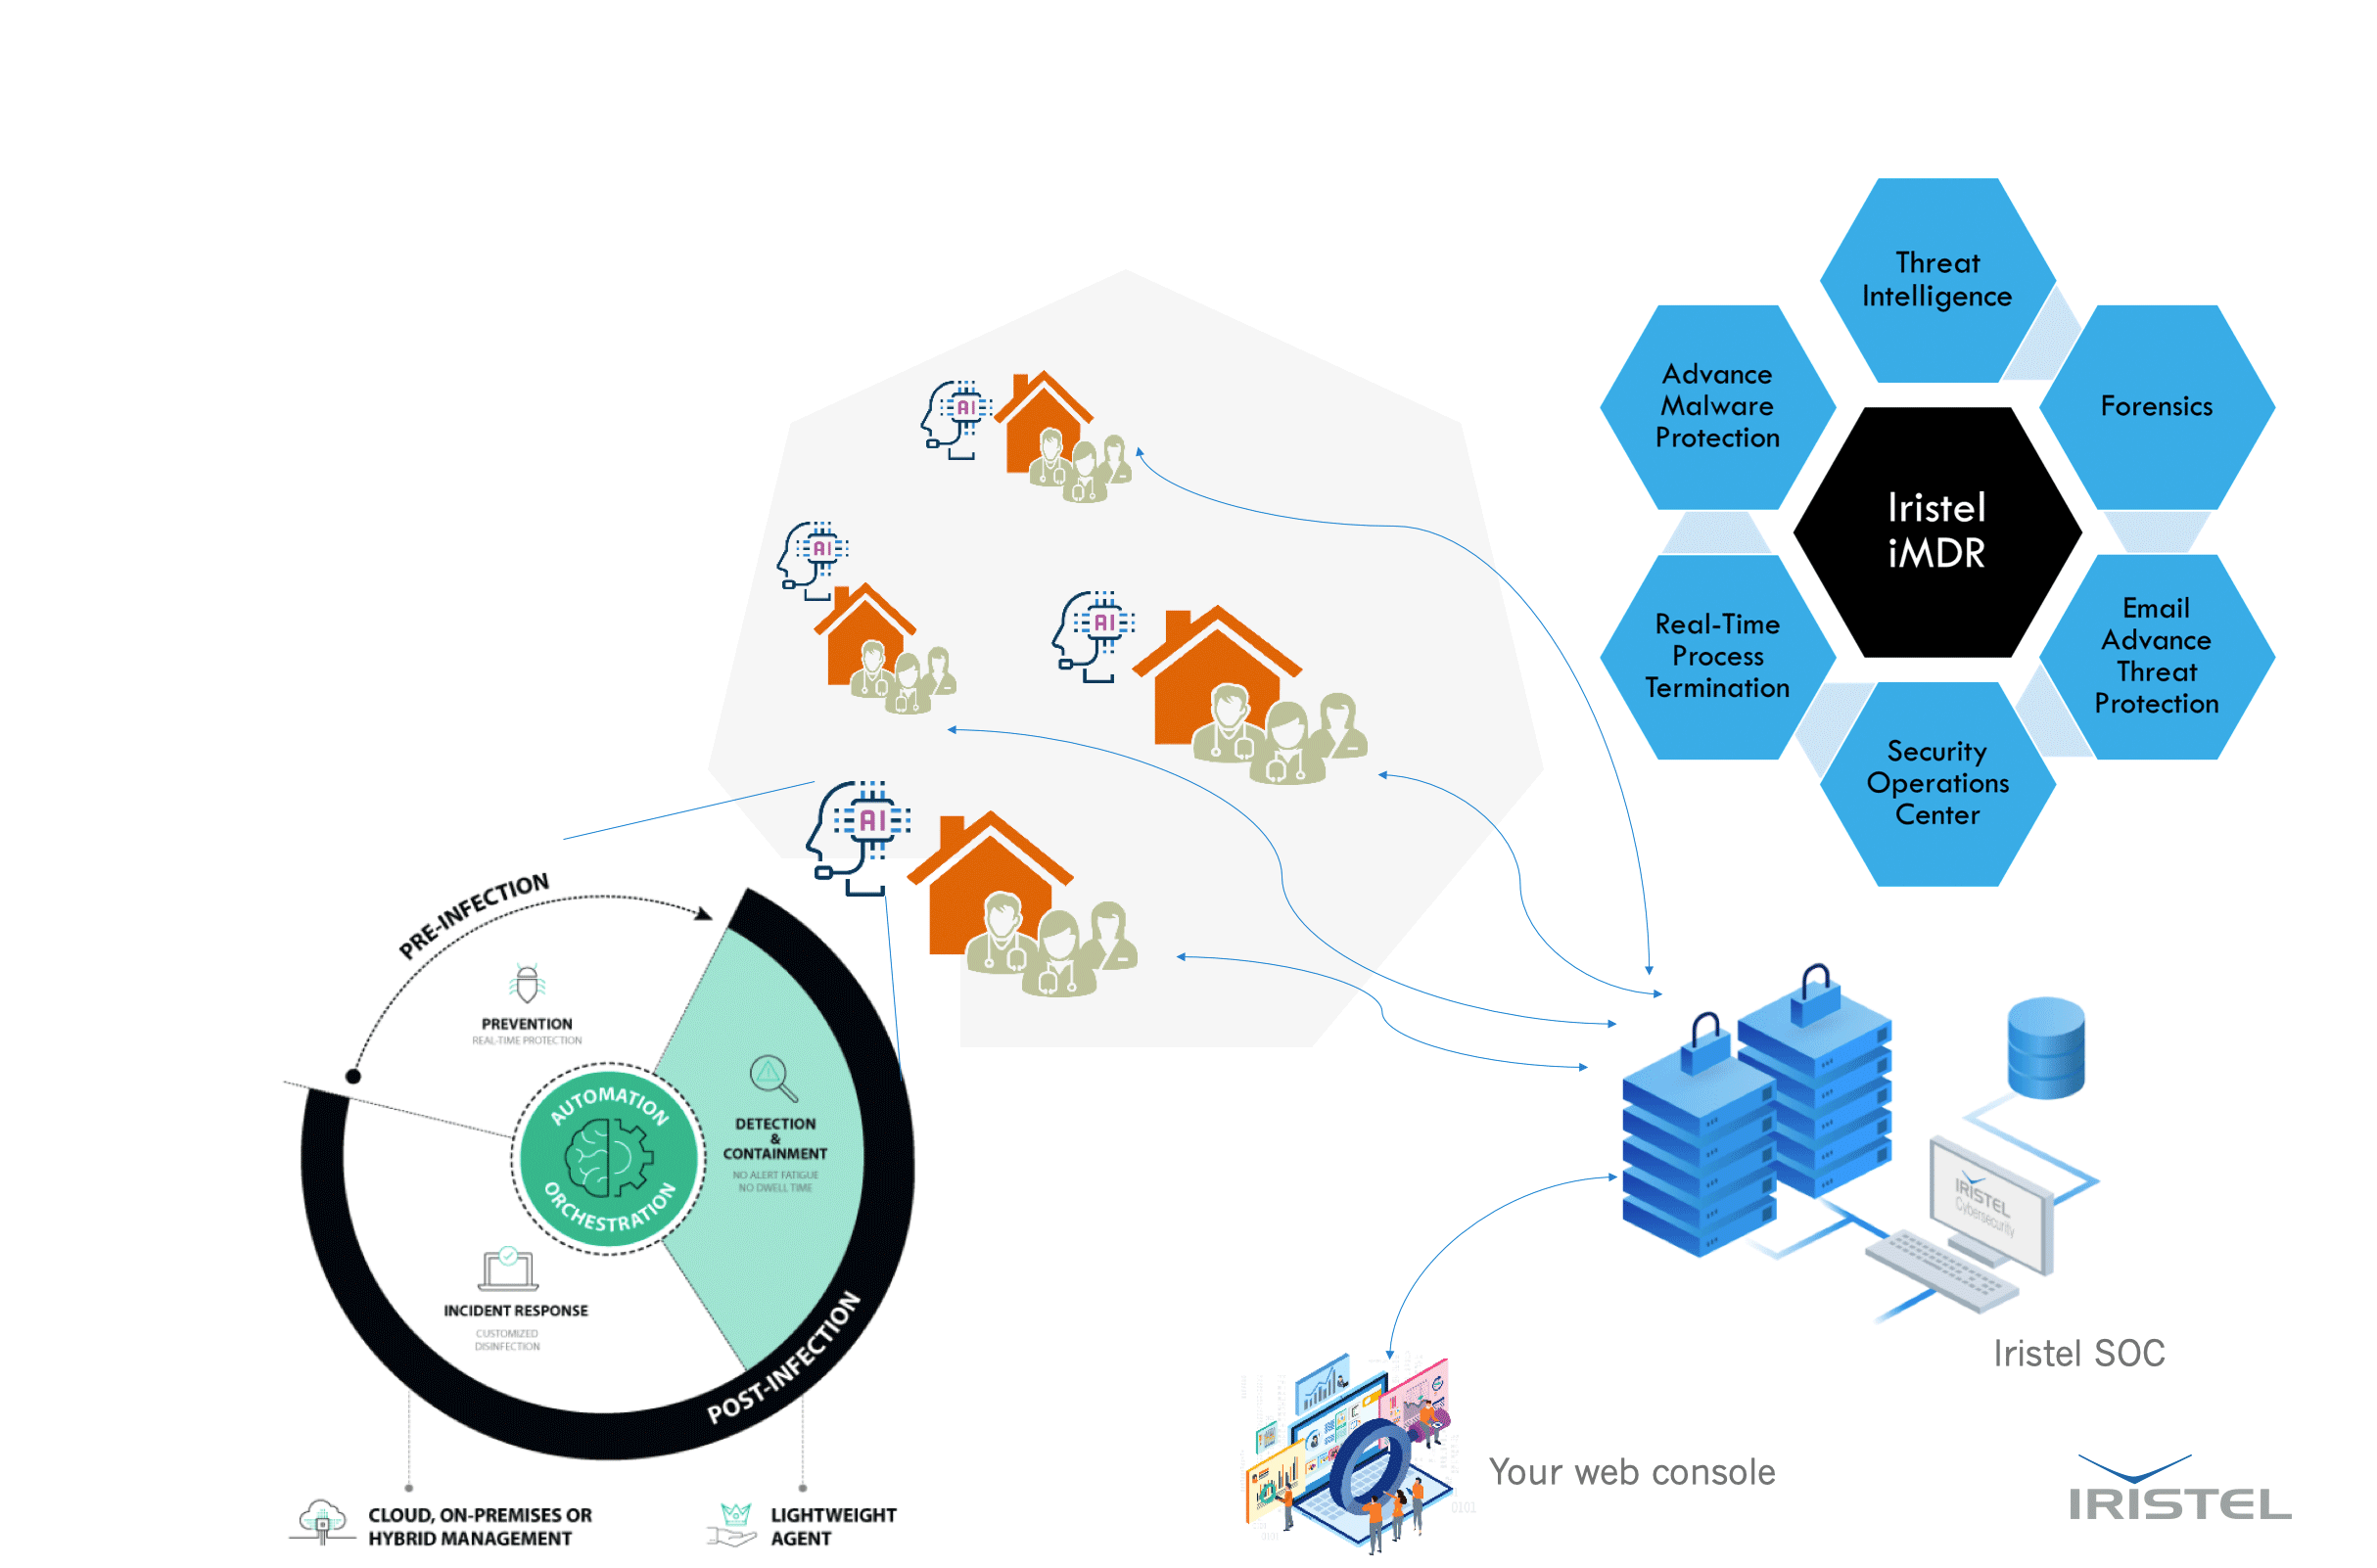 Threat
Intelligence
Advance
Malware
Protection
Forensics
Iristel
iMDR
Real-Time
Process
Termination
Email
Advance
Threat
Protection
Security
Operations
Center
AI
AI
AI
AI
PRE-INFECTION
PREVENTION
REAL-TIME PROTECTION
AUTOMATION
ORCHESTRATION
DETECTION
&
CONTAINMENT
NO ALERT FATIGUE
NO DWELL TIME
INCIDENT RESPONSE
CUSTOMIZED
DISINFECTION
POST-INFECTION
CLOUD, ON-PREMISES OR
HYBRID MANAGEMENT
LIGHTWEIGHT
AGENT
IRISTEL
Cybersecurity
Iristel SOC
Your web console
0101
0101
IRISTEL